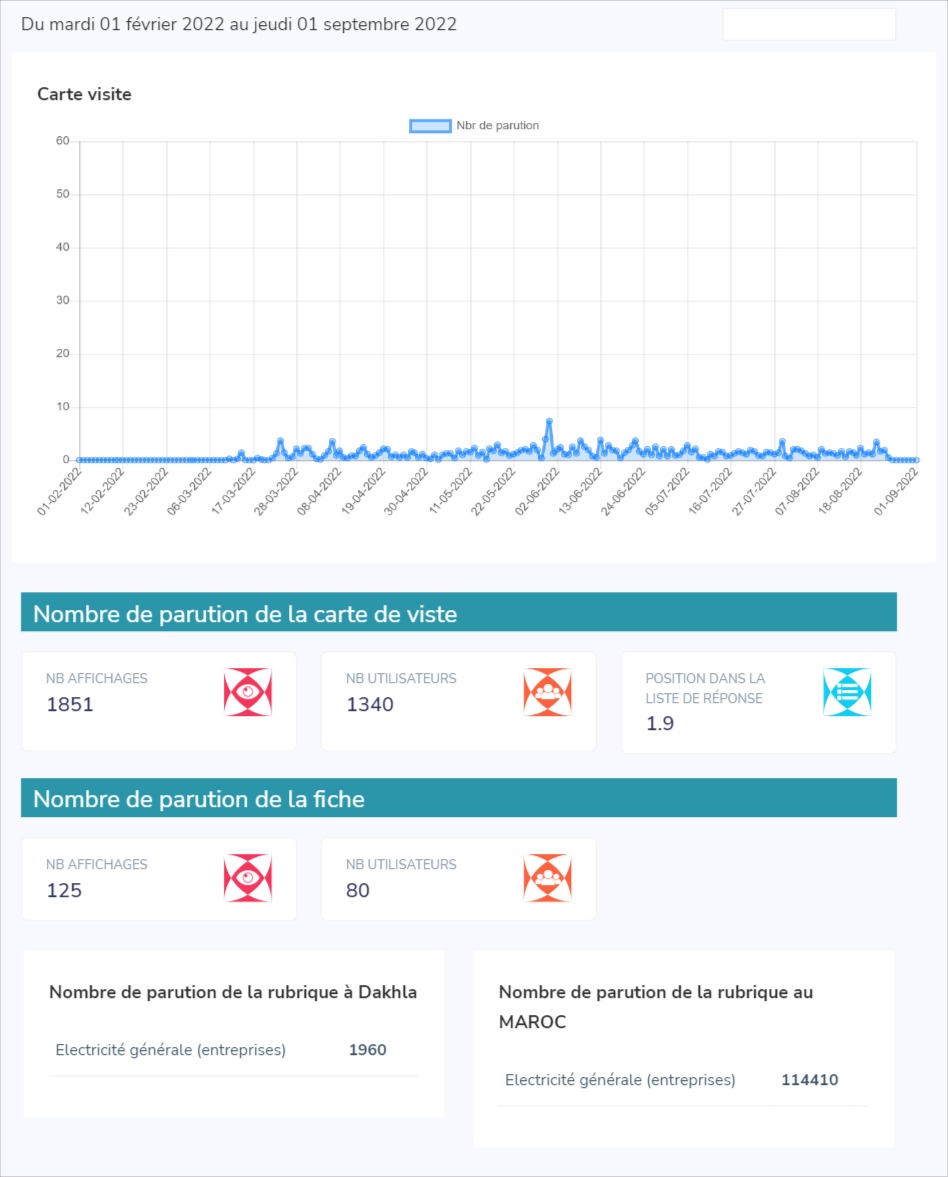 Du mardi 01 février 2022 au jeudi 01 septembre 2022
Carte visite
Nbr de parution
60
50
40
30
20
10
0
01-02-2022
12-02-2022
23-02-2022
06-03-2022
17-03-2022
28-03-2022
08-04-2022
19-04-2022
30-04-2022
11-05-2022
22-05-2022
02-06-2022
13-06-2022
24-06-2022
05-07-2022
16-07-2022
27-07-2022
07-08-2022
18-08-2022
01-09-2022
Nombre de parution de la carte de viste
NB AFFICHAGES
1851
NB UTILISATEURS
1340
POSITION DANS LA
LISTE DE RÉPONSE
1.9
Nombre de parution de la fiche
NB AFFICHAGES
125
NB UTILISATEURS
80
Nombre de parution de la rubrique à Dakhla
Electricité générale (entreprises) 1960
Nombre de parution de la rubrique au
MAROC
Electricité générale (entreprises) 114410